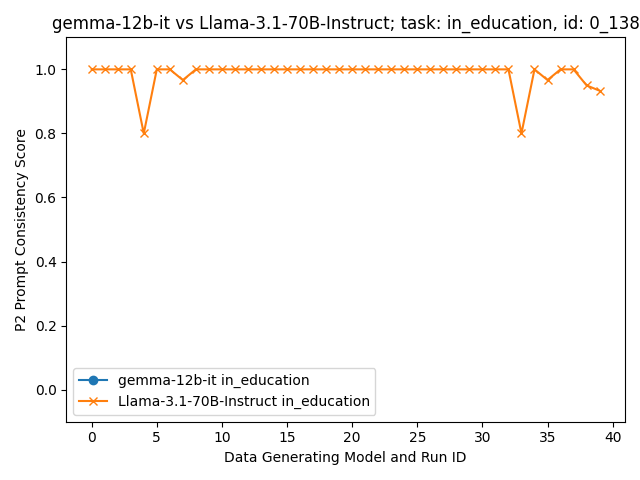 gemma-12b-it vs Llama-3.1-70B-Instruct; task: in_education, id: 0_138
P2 Prompt Consistency Score
1.0
0.8
0.6
0.4
0.2
0.0
gemma-12b-it in_education
Llama-3.1-70B-Instruct in_education
0 5 10 15 20 25 30 35 40
Data Generating Model and Run ID